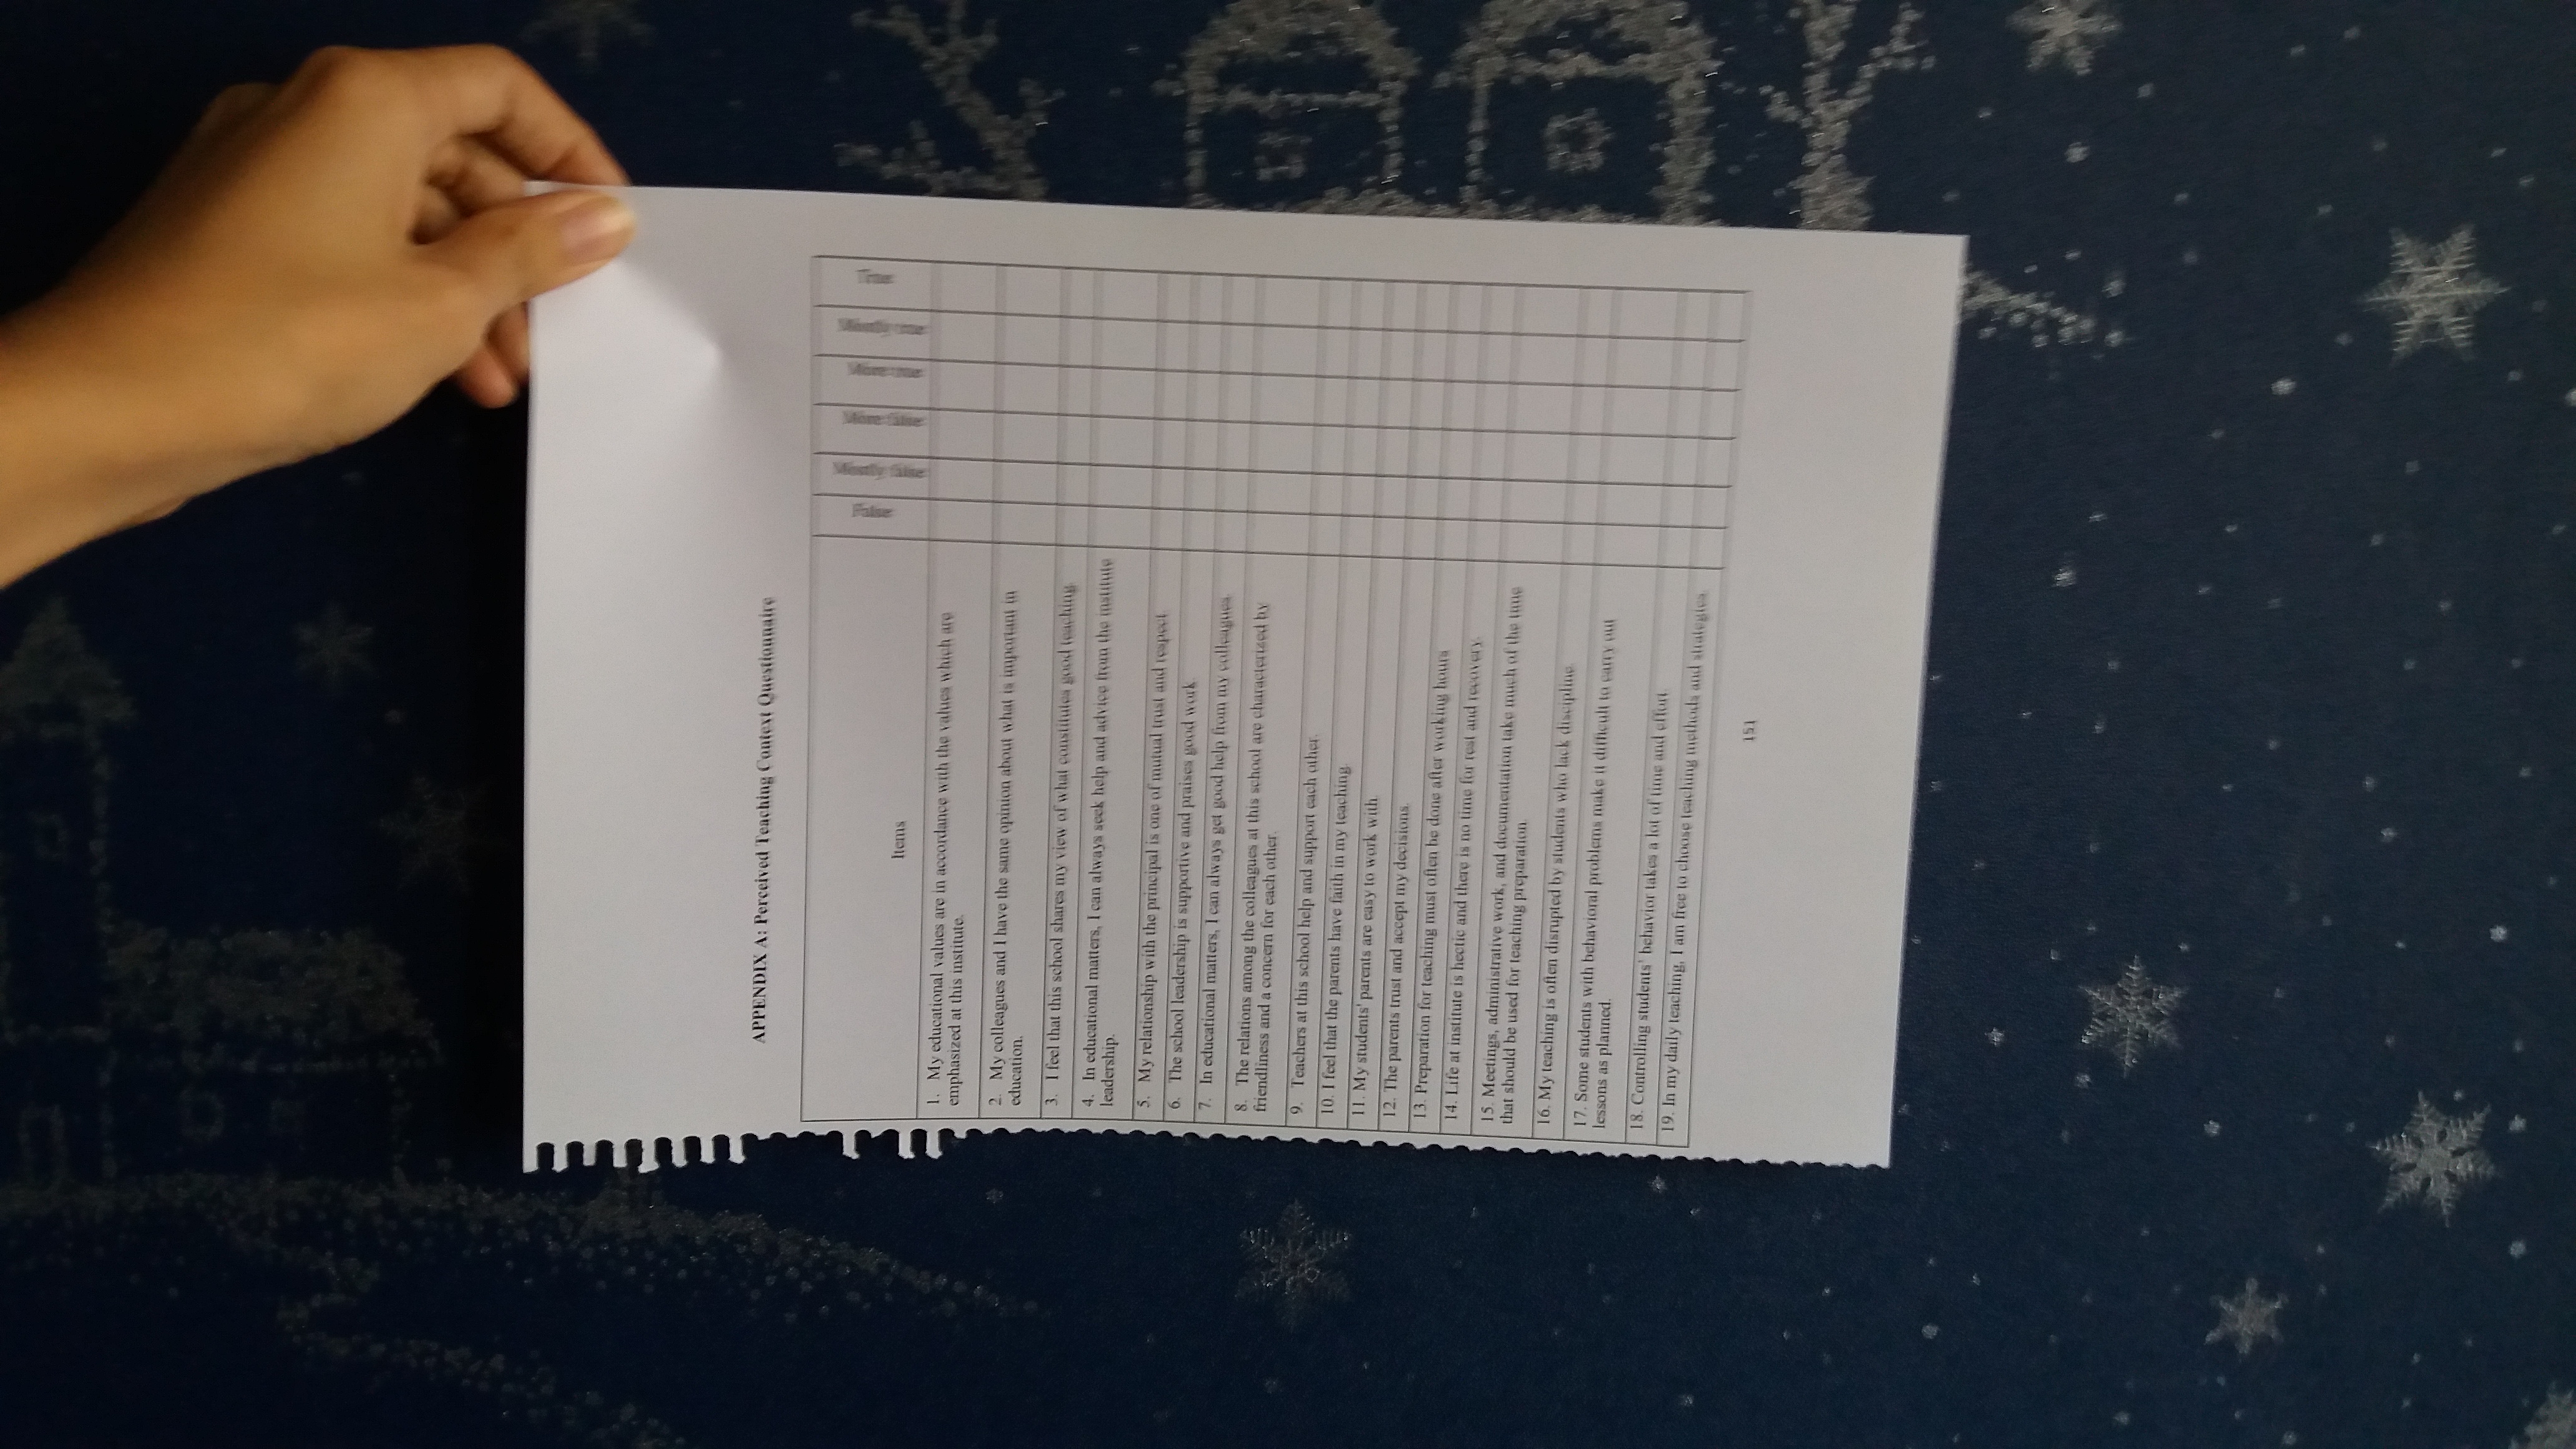 APPENDIX A: Perceived Teaching Context Questionnaire
Items
False
Mostly false
More false
More true
Mostly true
True
1. My educational values are in accordance with the values which are
emphasized at this institute.
2. My colleagues and I have the same opinion about what is important in
education.
3. I feel that this school shares my view of what constitutes good teaching.
4. In educational matters, I can always seek help and advice from the institute
leadership.
5. My relationship with the principal is one of mutual trust and respect.
6. The school leadership is supportive and praises good work
7. In educational matters, I can always get good help from my colleagues.
8. The relations among the colleagues at this school are characterized by
friendliness and a concern for each other.
9. Teachers at this school help and support each other.
10. I feel that the parents have faith in my teaching.
11. My students' parents are easy to work with.
12. The parents trust and accept my decisions.
13. Preparation for teaching must often be done after working hours
14. Life at institute is hectic and there is no time for rest and recovery.
15. Meetings, administrative work, and documentation take much of the time
that should be used for teaching preparation.
16. My teaching is often disrupted by students who lack discipline.
17. Some students with behavioral problems make it difficult to carry out
lessons as planned.
18. Controlling students' behavior takes a lot of time and effort
19. In my daily teaching, I am free to choose teaching methods and strategies.
151